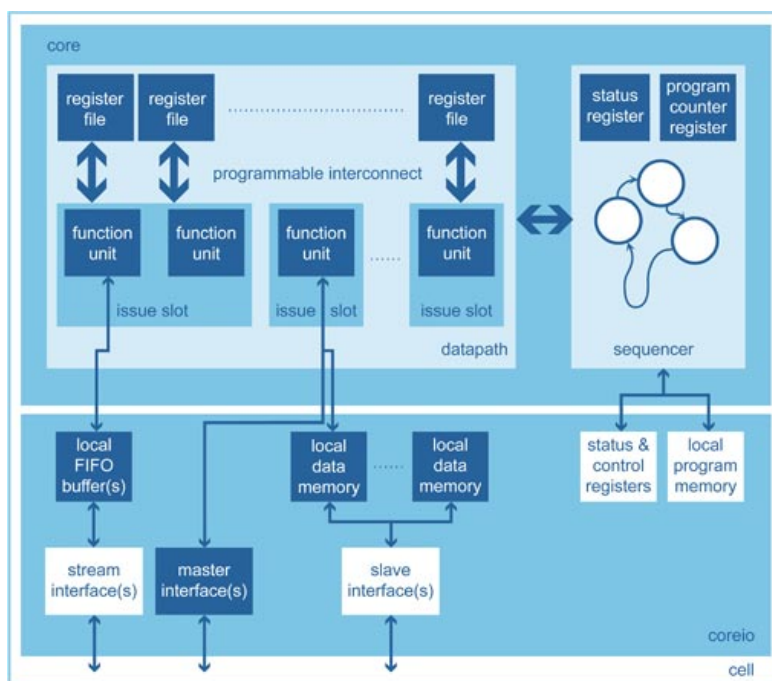 core
register
file
register
file
register
file
status
register
program
counter
register
programmable interconnect
function
unit
function
unit
function
unit
function
unit
issue slot
issue slot
issue slot
datapath
sequencer
local
FIFO
buffer(s)
local
data
memory
local
data
memory
status &
control
registers
local
program
memory
stream
interface(s)
master
interface(s)
slave
interface(s)
coreio
cell